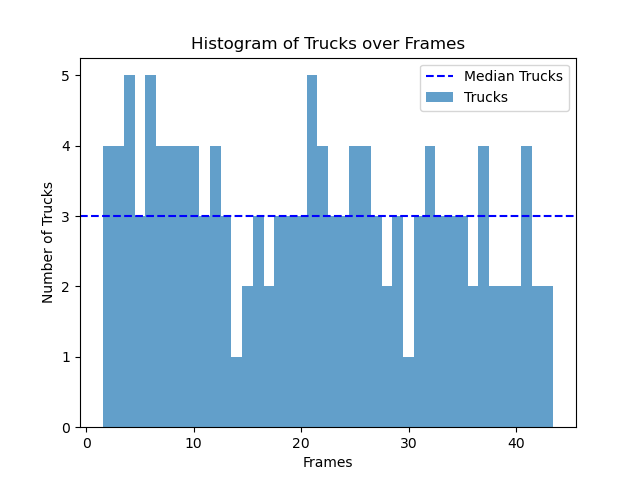 Histogram of Trucks over Frames
Median Trucks
Trucks
5
4
3
2
1
0
Number of Trucks
0 10 20 30 40
Frames